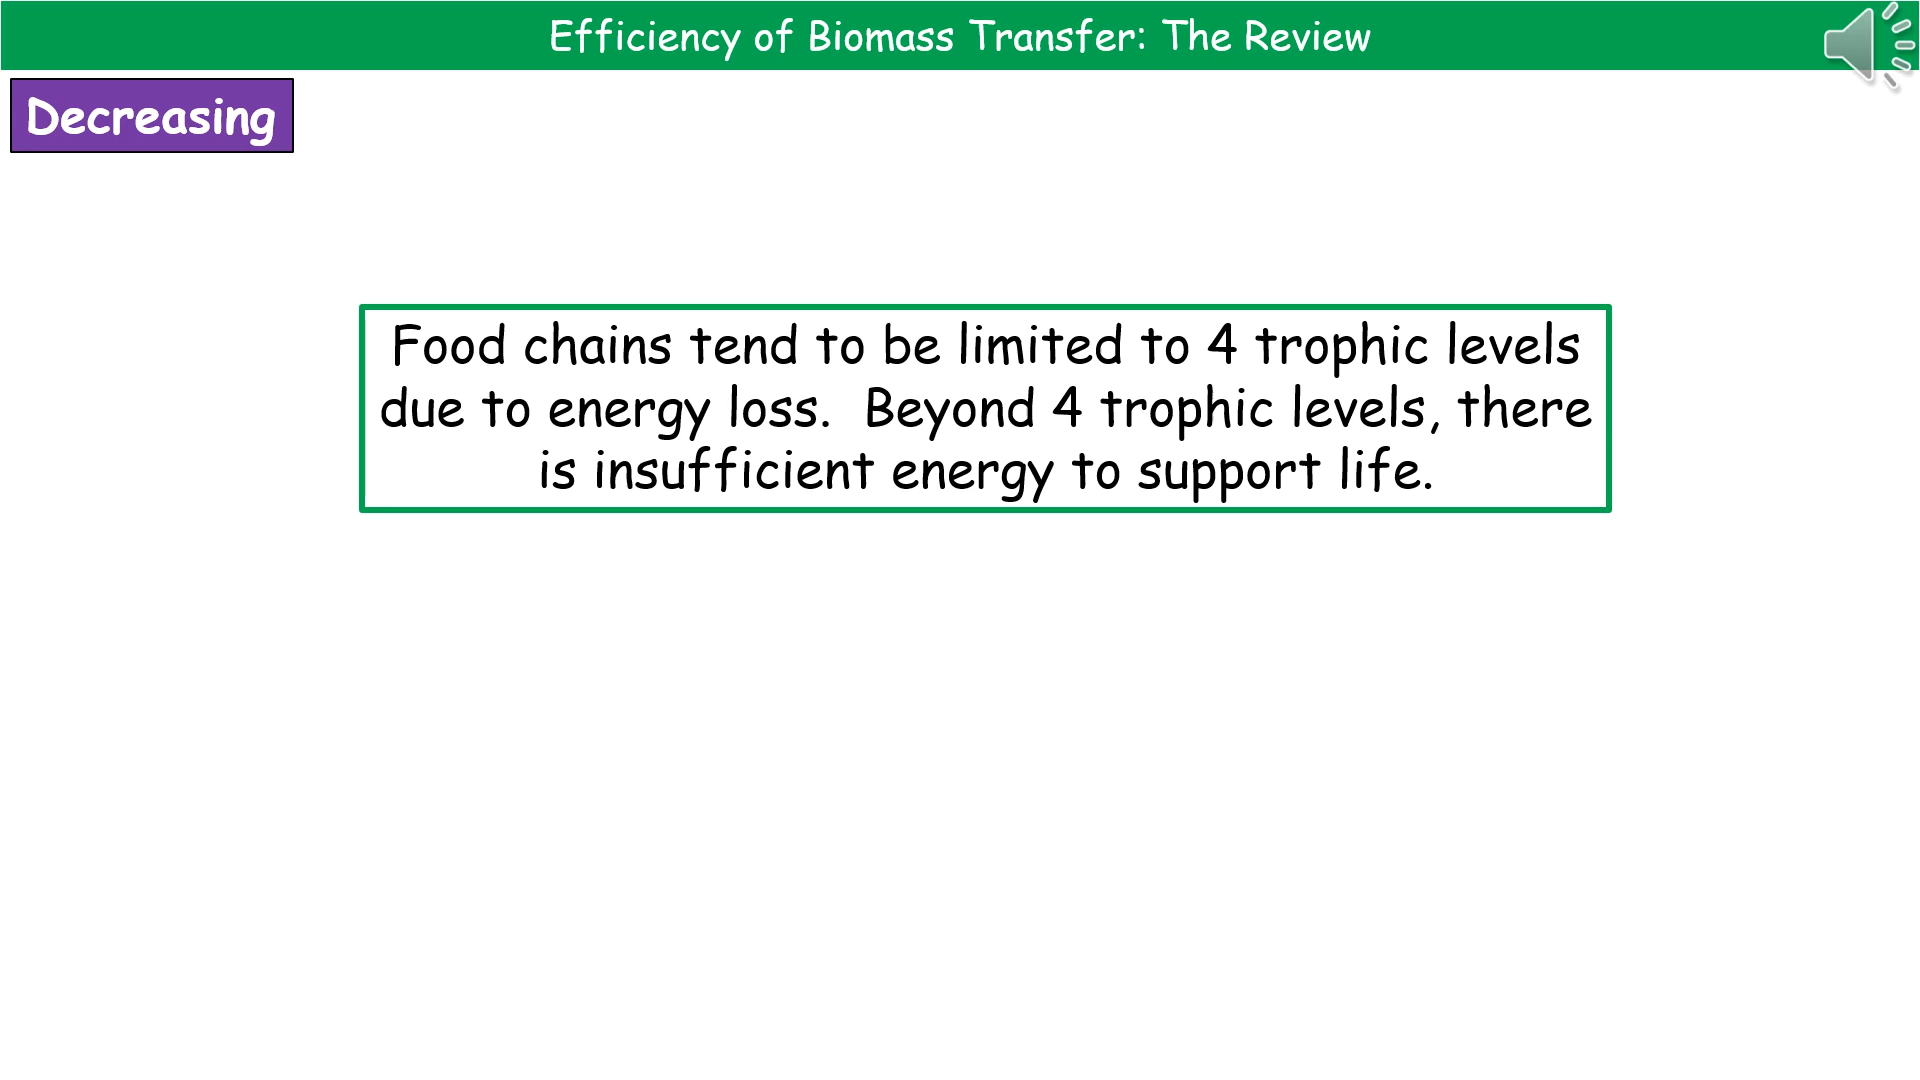 Efficiency of Biomass Transfer: The Review
Decreasing
Food chains tend to be limited to 4 trophic levels
due to energy loss.  Beyond 4 trophic levels, there
is insufficient energy to support life.